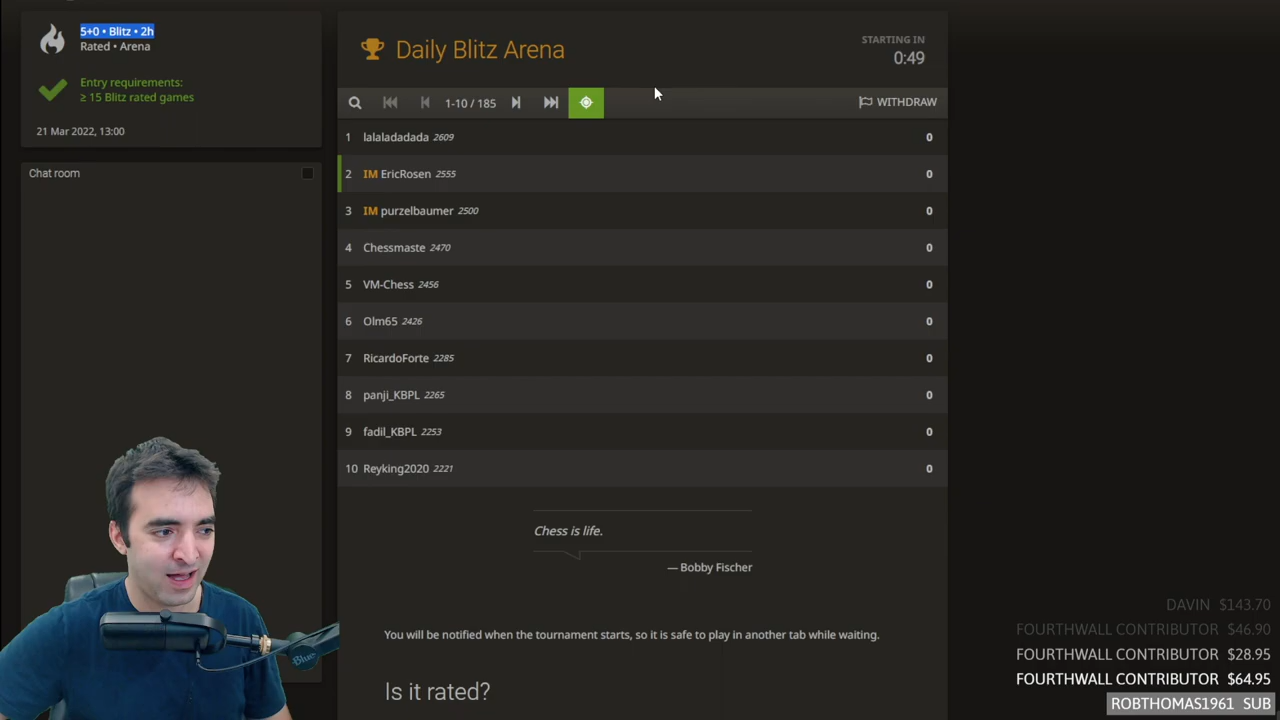 5+0 • Blitz • 2h
Rated • Arena
Entry requirements:
≥ 15 Blitz rated games
21 Mar 2022, 13:00
Chat room
Daily Blitz Arena
STARTING IN
0:49
1-10 / 185
WITHDRAW
1 lalaladadada 2609 0
2 IM EricRosen 2555 0
3 IM purzelbaumer 2500 0
4 Chessmaste 2470 0
5 VM-Chess 2456 0
6 Olm65 2426 0
7 RicardoForte 2285 0
8 panji_KBPL 2265 0
9 fadil_KBPL 2253 0
10 Reyking2020 2221 0
Chess is life.
— Bobby Fischer
You will be notified when the tournament starts, so it is safe to play in another tab while waiting.
Is it rated?
Blue
DAVIN $143.70
FOURTHWALL CONTRIBUTOR $46.90
FOURTHWALL CONTRIBUTOR $28.95
FOURTHWALL CONTRIBUTOR $64.95
ROBTHOMAS1961 SUB